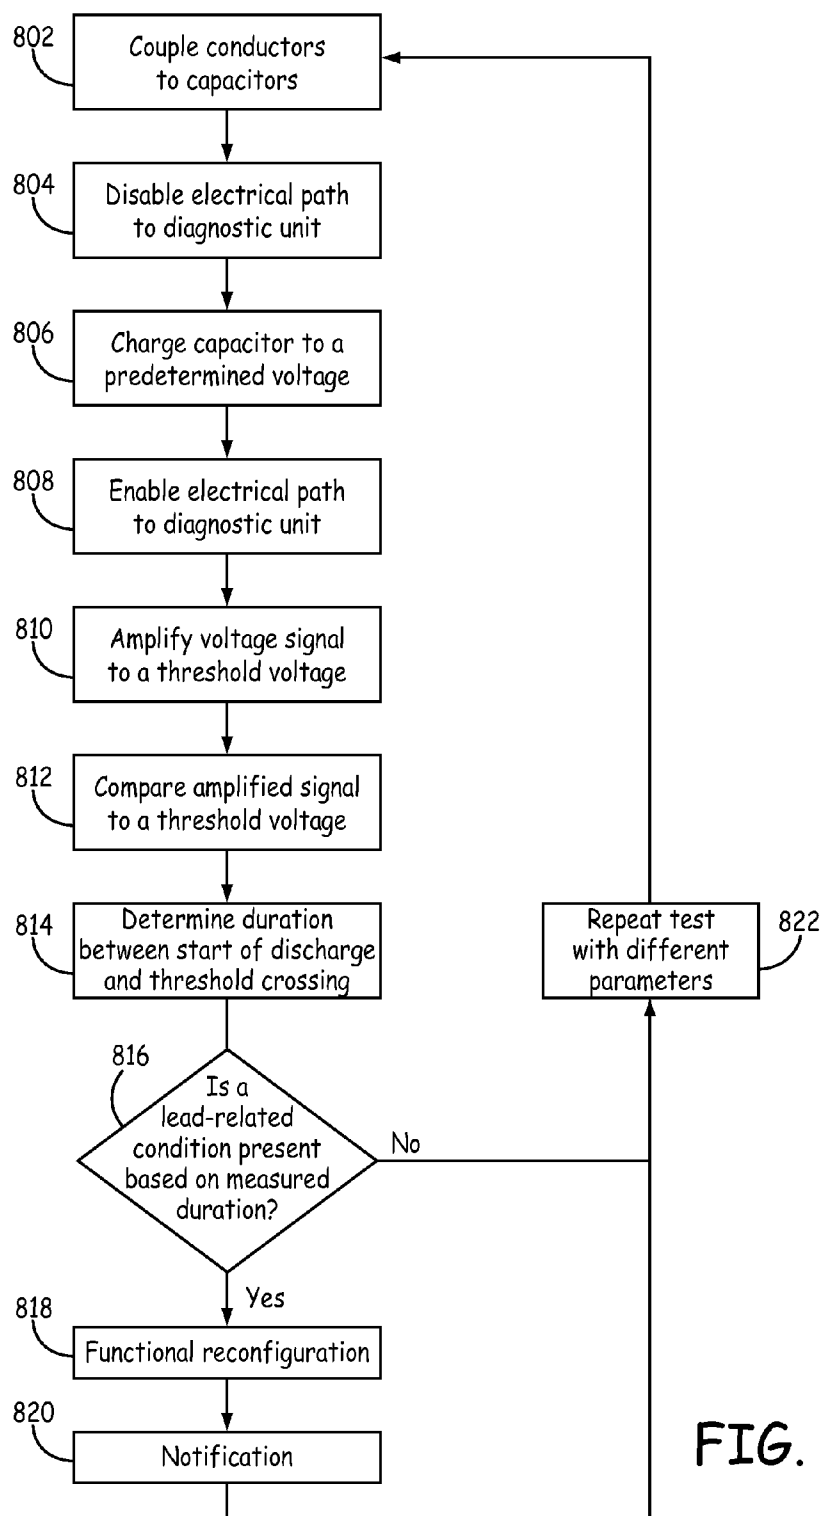 802
Couple conductors
to capacitors
804
Disable electrical path
to diagnostic unit
806
Charge capacitor to a
predetermined voltage
808
Enable electrical path
to diagnostic unit
810
Amplify voltage signal
to a threshold voltage
812
Compare amplified signal
to a threshold voltage
814
Determine duration
between start of discharge
and threshold crossing
Repeat test
with different
parameters
822
816
Is a
lead-related
condition present
based on measured
duration?
No
Yes
818
Functional reconfiguration
820
Notification
FIG.